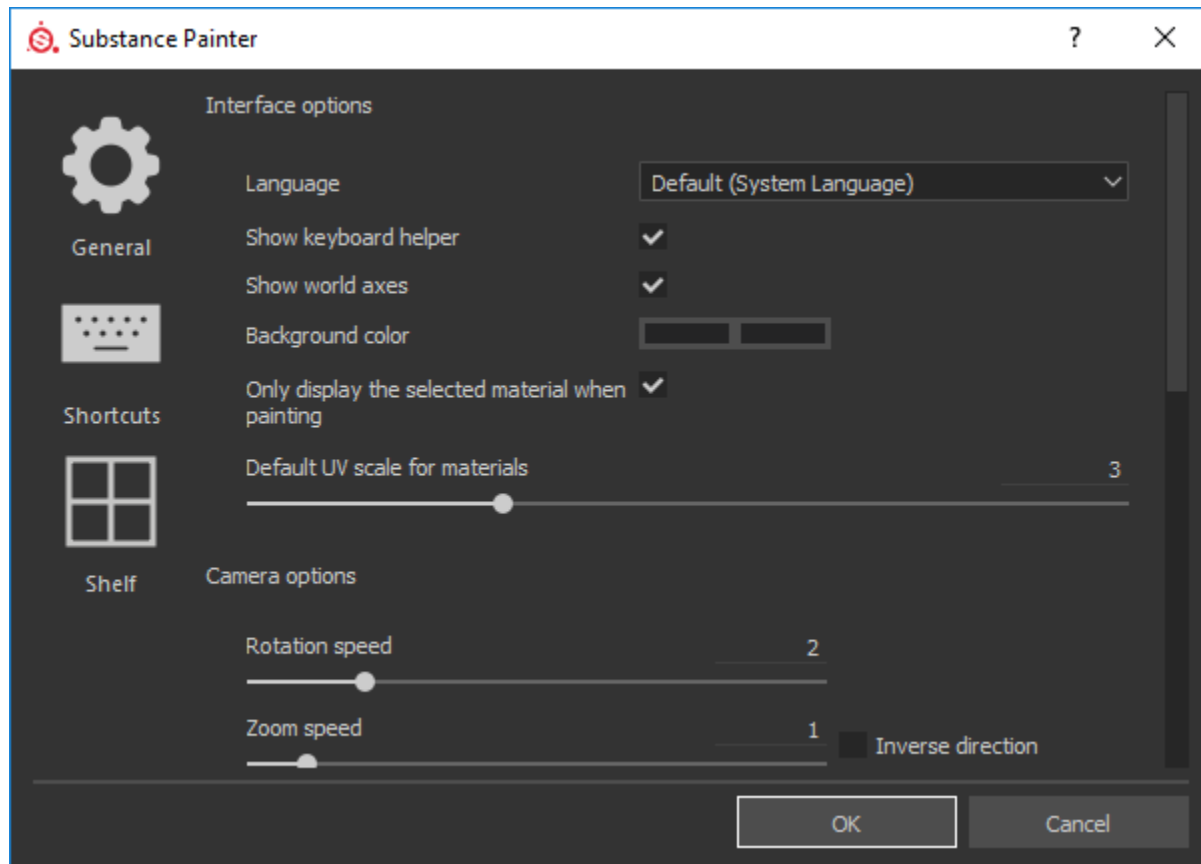 Substance Painter
?
Interface options
General
Language
Default (System Language)
Show keyboard helper
Show world axes
Background color
Shortcuts
Only display the selected material when
painting
Default UV scale for materials
3
Shelf
Camera options
Rotation speed
2
Zoom speed
1
Inverse direction
OK
Cancel